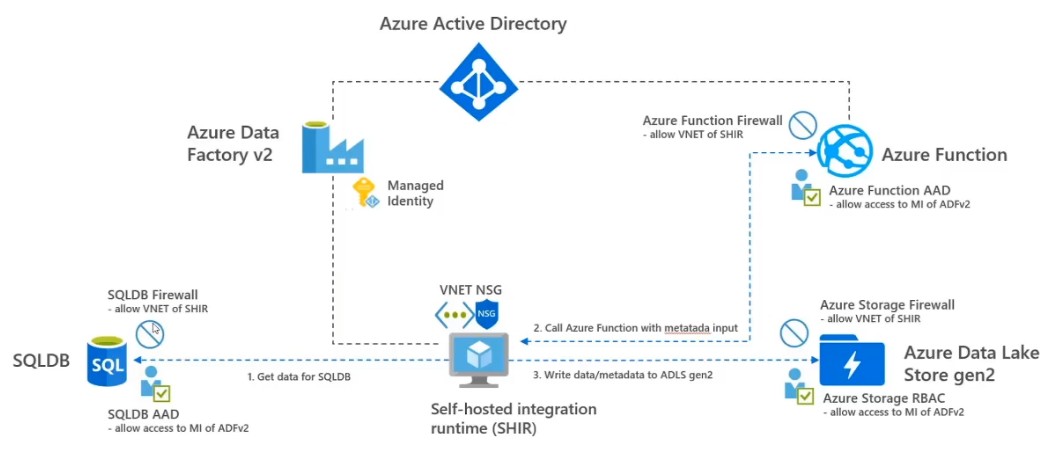 Azure Active Directory
Azure Data
Factory v2
Managed
Identity
Azure Function Firewall
- allow VNET of SHIR
Azure Function
Azure Function AAD
- allow access to MI of ADFv2
SQLDB Firewall
- allow VNET of SHIR
SQLDB
SQL
SQLDB AAD
- allow access to MI of ADFv2
1. Get data for SQLDB
VNET NSG
NSG
2. Call Azure Function with metatada input
3. Write data/metadata to ADLS gen2
Self-hosted integration
runtime (SHIR)
Azure Storage Firewall
- allow VNET of SHIR
Azure Data Lake
Store gen2
Azure Storage RBAC
- allow access to MI of ADFv2